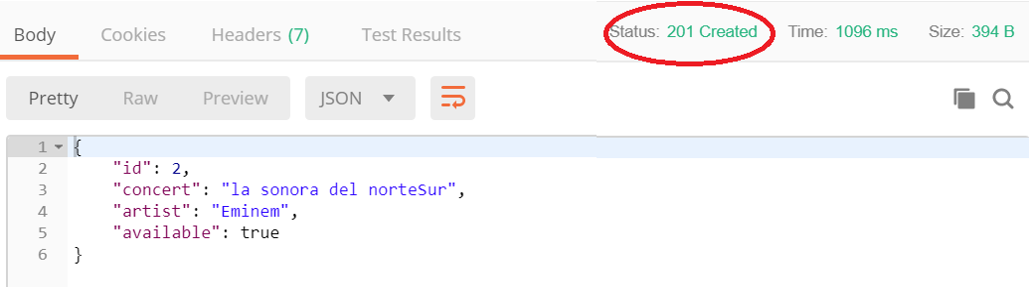 Body Cookies Headers (7) Test Results Status: 201 Created Time: 1096 ms Size: 394 B
Pretty Raw Preview JSON
1 {
2 "id": 2,
3 "concert": "la sonora del norteSur",
4 "artist": "Eminem",
5 "available": true
6 }